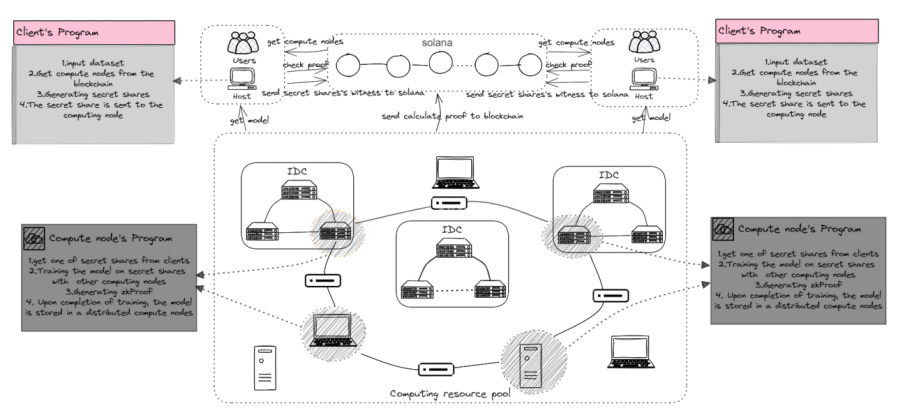 Client's Program
1.input dataset
2.Get compute nodes from the
blockchain
3.Generating secret shares
4.The secret share is sent to the
computing node
Users
Host
get compute nodes
check proof
send secret shares's witness to solana
solana
get compute nodes
check proof
send secret shares's witness to solana
Users
Host
Client's Program
1.input dataset
2.Get compute nodes from the
blockchain
3.Generating secret shares
4.The secret share is sent to the
computing node
get model
send calculate proof to blockchain
get model
IDC
IDC
IDC
Compute node's Program
1.get one of secret shares from clients
2.Training the model on secret shares
with other computing nodes
3.Generating zkProof
4. Upon completion of training, the model
is stored in a distributed compute nodes
Compute node's Program
1.get one of secret shares from clients
2.Training the model on secret shares
with other computing nodes
3.Generating zkProof
4. Upon completion of training, the model
is stored in a distributed compute nodes
Computing resource pool